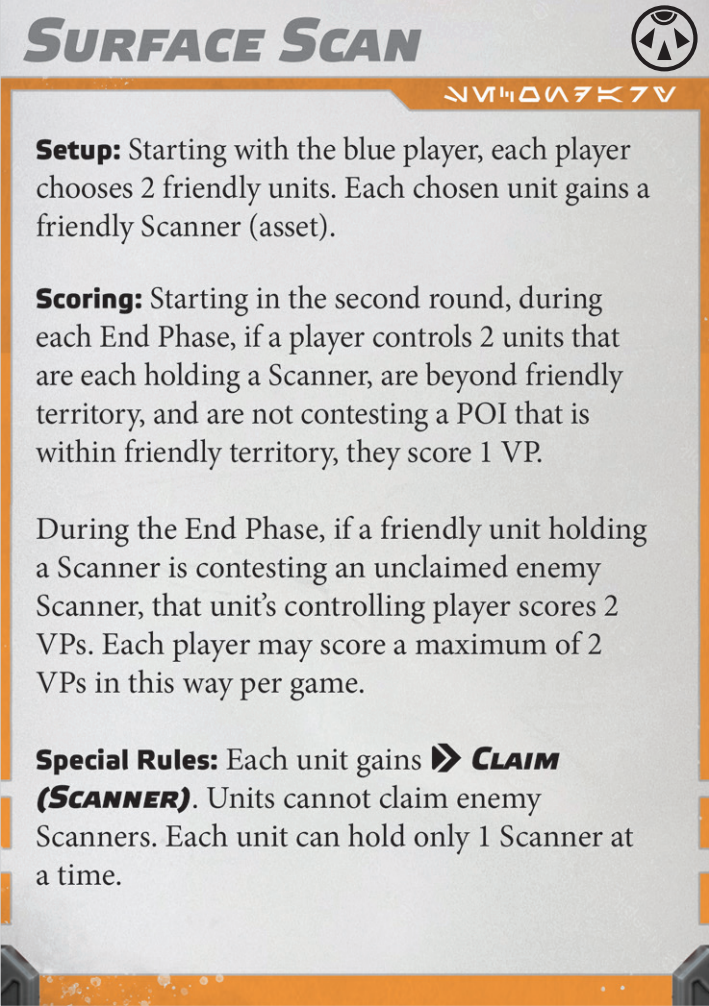 SURFACE SCAN
Setup: Starting with the blue player, each player
chooses 2 friendly units. Each chosen unit gains a
friendly Scanner (asset).
Scoring: Starting in the second round, during
each End Phase, if a player controls 2 units that
are each holding a Scanner, are beyond friendly
territory, and are not contesting a POI that is
within friendly territory, they score 1 VP.
During the End Phase, if a friendly unit holding
a Scanner is contesting an unclaimed enemy
Scanner, that unit's controlling player scores 2
VPs. Each player may score a maximum of 2
VPs in this way per game.
Special Rules: Each unit gains CLAIM
(SCANNER). Units cannot claim enemy
Scanners. Each unit can hold only 1 Scanner at
a time.